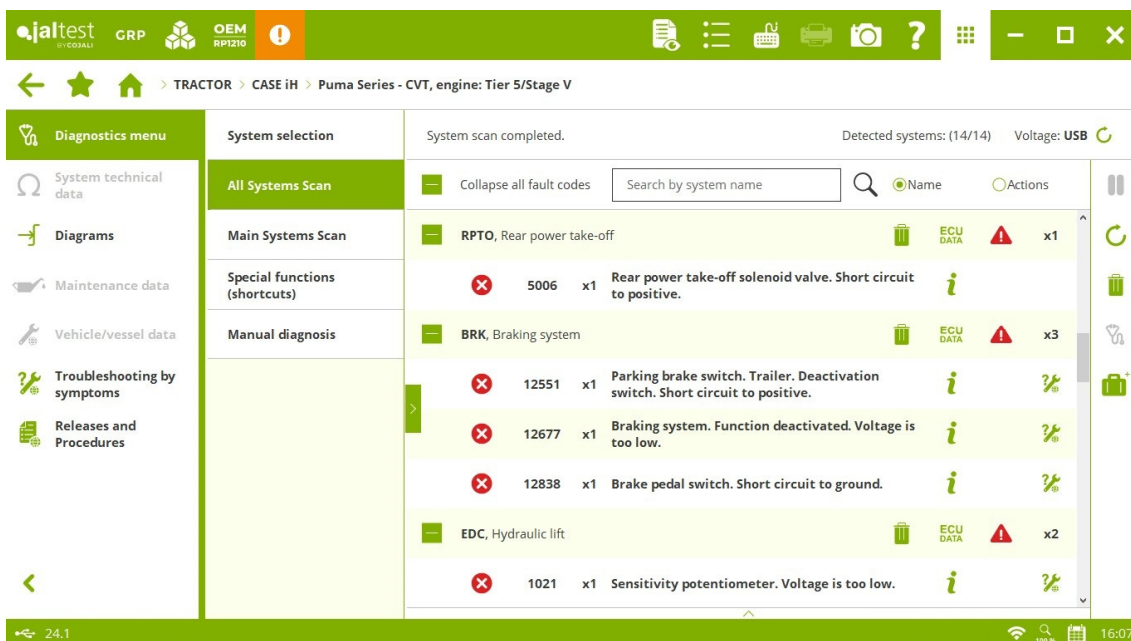 jaltest GRP OEM
BY COJALI RP1210
> TRACTOR > CASE iH > Puma Series - CVT, engine: Tier 5/Stage V
Diagnostics menu
System technical
data
Diagrams
Maintenance data
Vehicle/vessel data
Troubleshooting by
symptoms
Releases and
Procedures
System selection
All Systems Scan
Main Systems Scan
Special functions
(shortcuts)
Manual diagnosis
System scan completed. Detected systems: (14/14) Voltage: USB
Collapse all fault codes Search by system name Name Actions
RPTO, Rear power take-off ECU DATA x1
5006 x1 Rear power take-off solenoid valve. Short circuit
to positive.
BRK, Braking system ECU DATA x3
12551 x1 Parking brake switch. Trailer. Deactivation
switch. Short circuit to positive.
12677 x1 Braking system. Function deactivated. Voltage is
too low.
12838 x1 Brake pedal switch. Short circuit to ground.
EDC, Hydraulic lift ECU DATA x2
1021 x1 Sensitivity potentiometer. Voltage is too low.
24.1 100 % 16:07